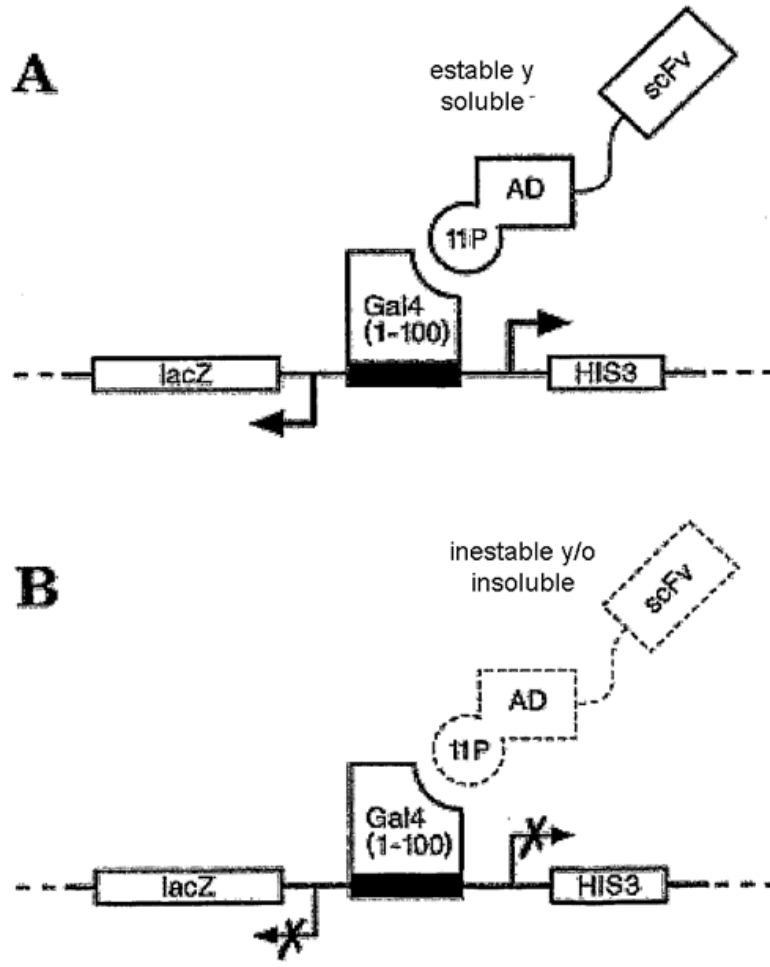 A
estable y
soluble
scFv
AD
11P
Gal4
(1-100)
lacZ
HIS3
B
inestable y/o
insoluble
scFv
AD
11P
Gal4
(1-100)
lacZ
HIS3